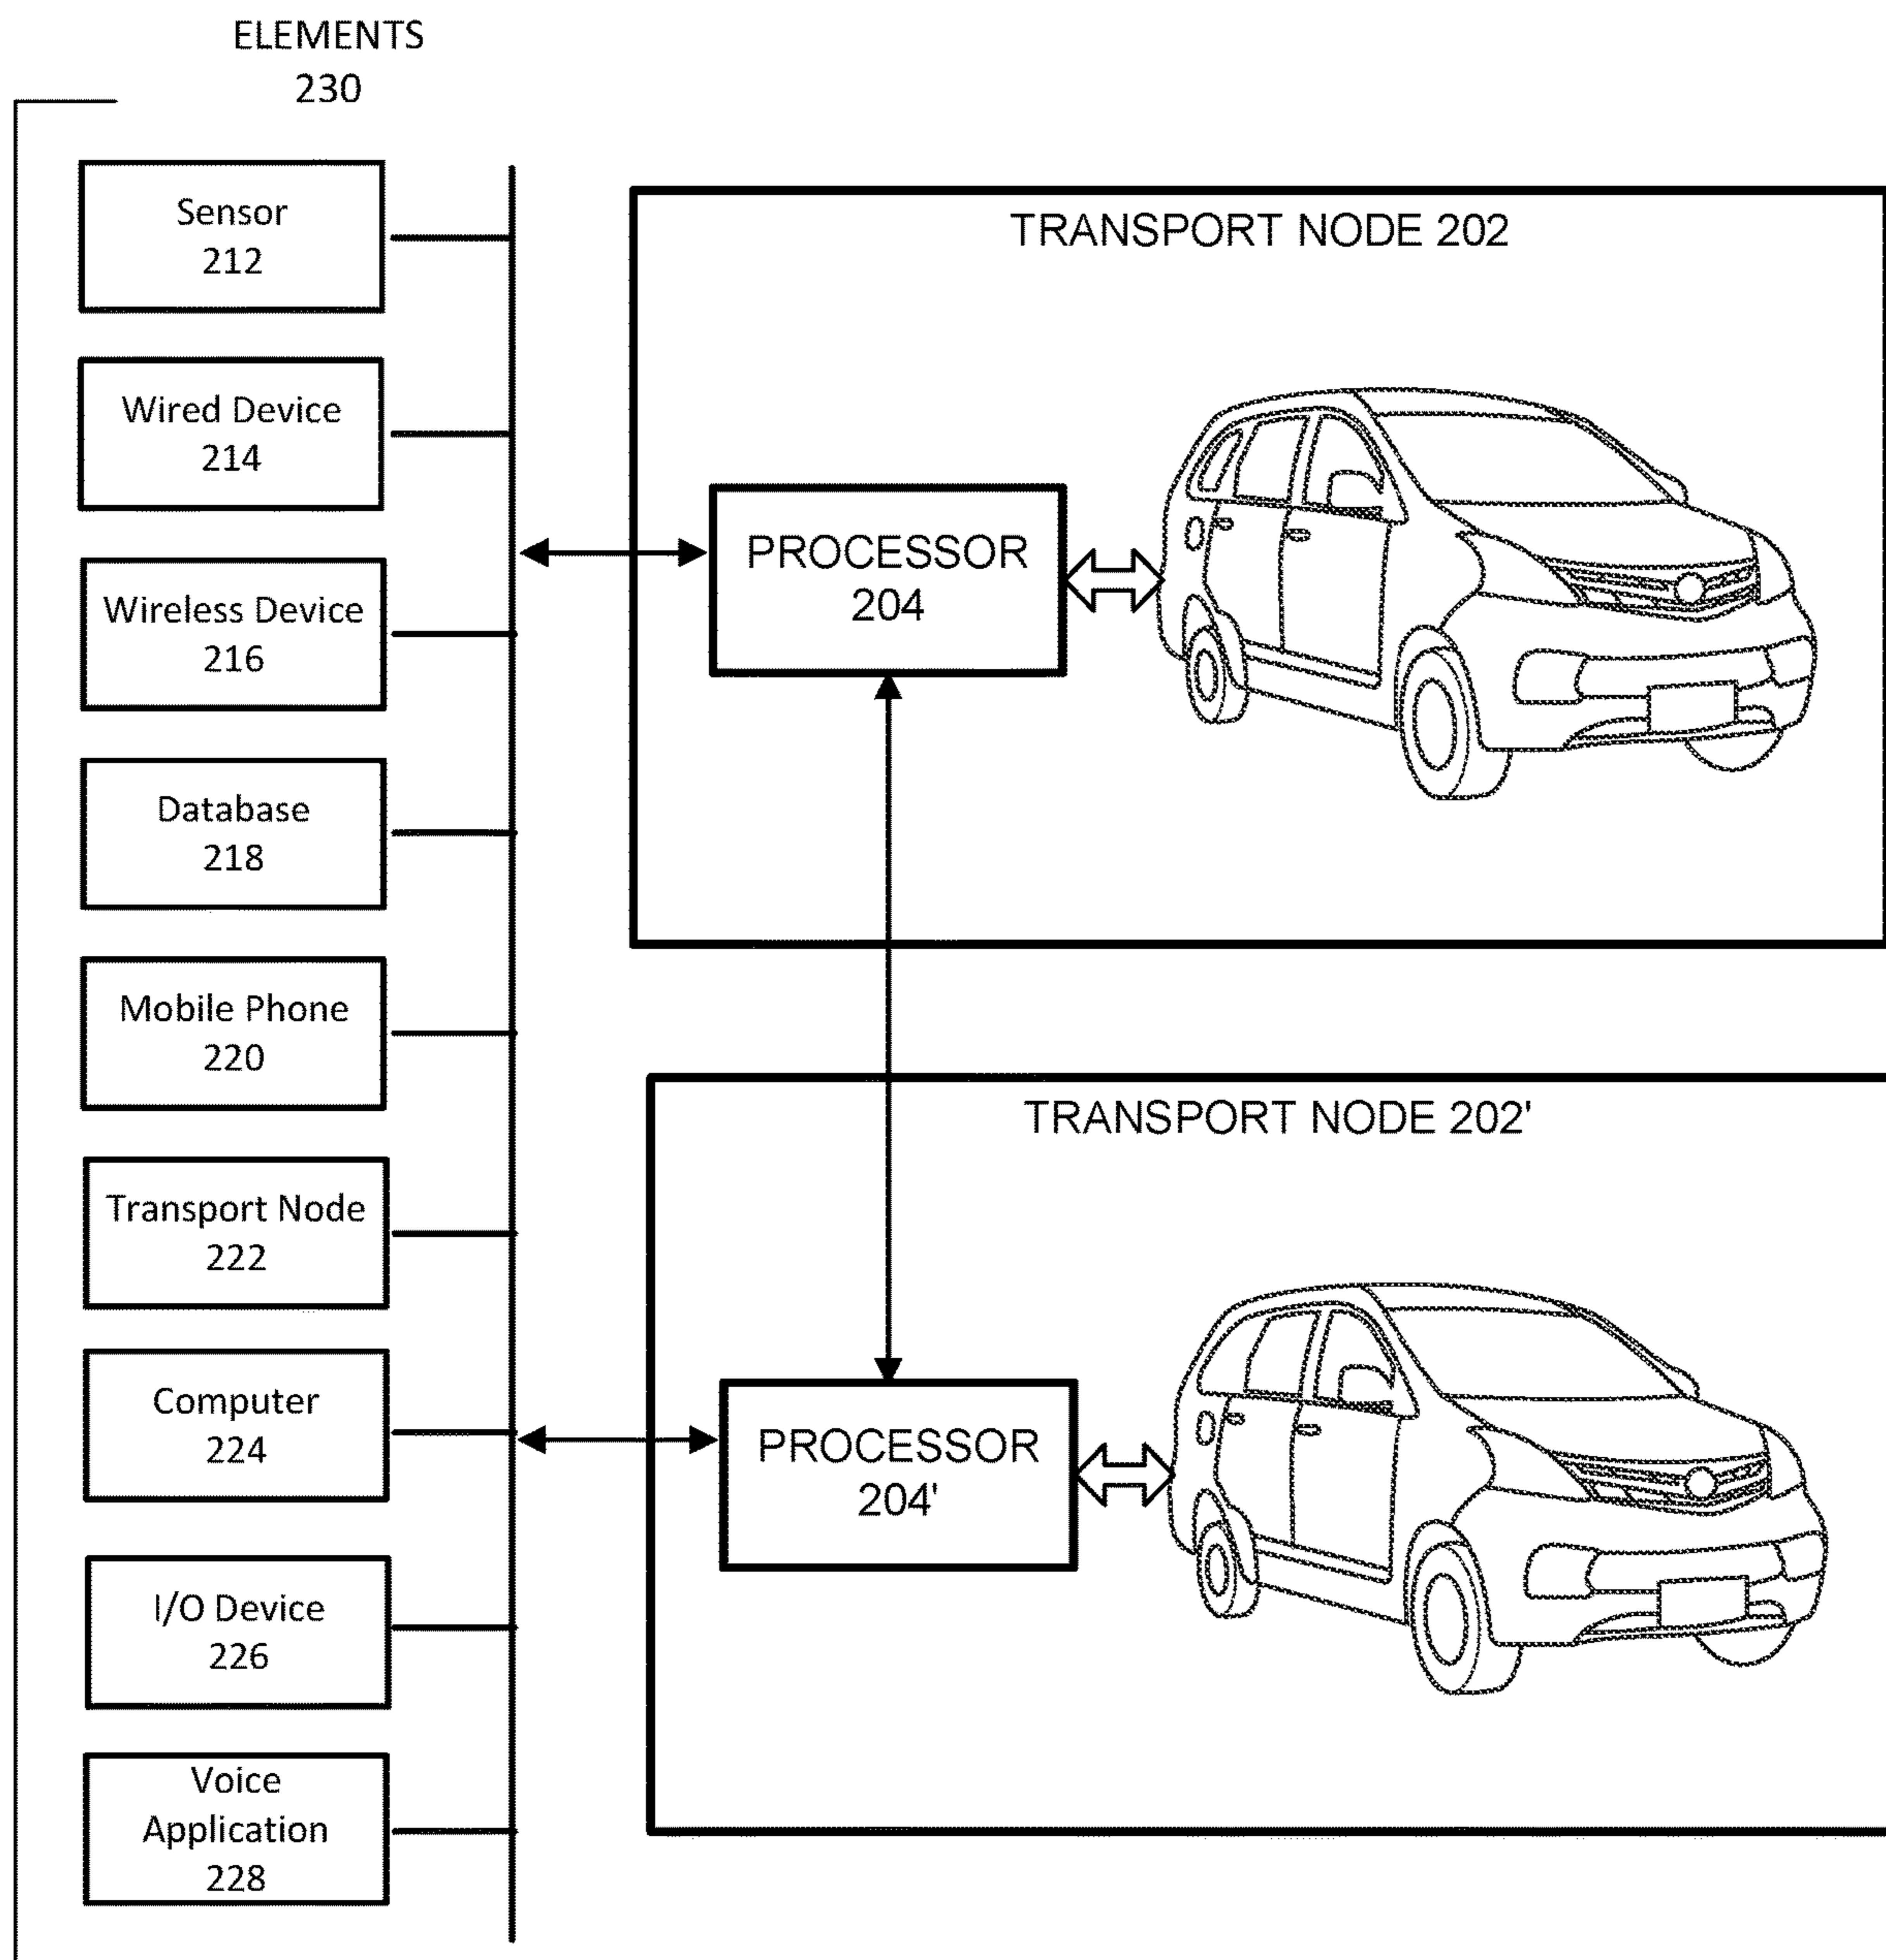 ELEMENTS
230
Sensor
212
Wired Device
214
Wireless Device
216
Database
218
Mobile Phone
220
Transport Node
222
Computer
224
I/O Device
226
Voice
Application
228
TRANSPORT NODE 202
PROCESSOR
204
TRANSPORT NODE 202'
PROCESSOR
204'